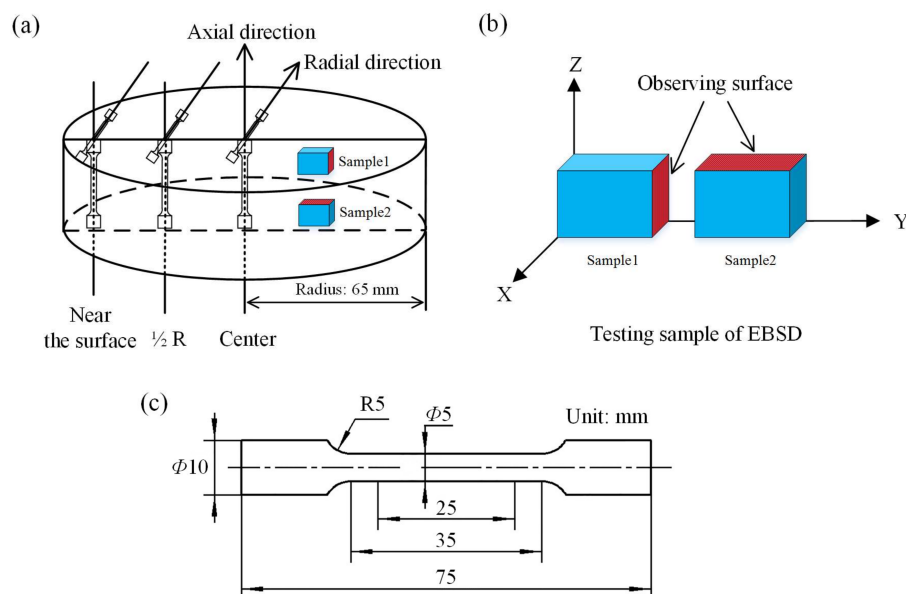 (a)
Axial direction
Radial direction
Sample1
Sample2
Radius: 65 mm
Near
the surface
½ R
Center
(b)
Z
Observing surface
Y
Sample1
Sample2
X
Testing sample of EBSD
(c)
R5
Φ5
Unit: mm
Φ10
25
35
75